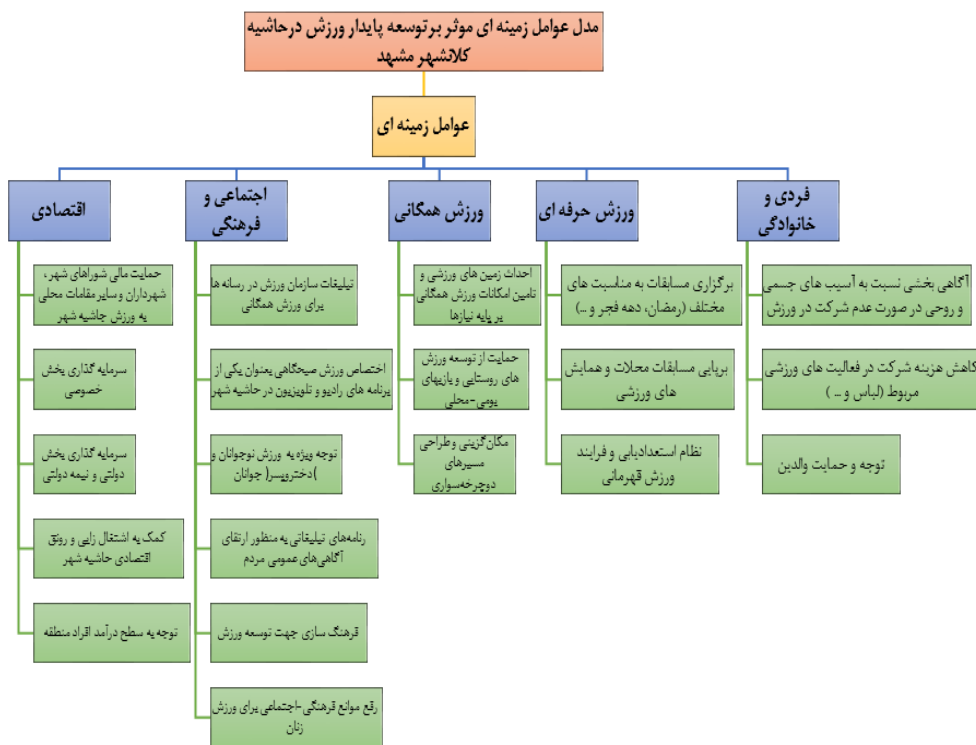 مدل عوامل زمینه ای موثر بر توسعه پایدار ورزش درحاشیه
کلانشهر مشهد
عوامل زمینه ای
فردی و
خانوادگی
آگاهی بخشی نسبت به آسیب های جسمی
و روحی در صورت عدم شرکت در ورزش
کاهش هزینه شرکت در فعالیت های ورزشی
مربوط (لباس و ... )
توجه و حمایت والدین
ورزش حرفه ای
برگزاری مسابقات به مناسبت های
مختلف (رمضان، دهه فجر و ...)
برپایی مسابقات محلات و همایش
های ورزشی
نظام استعدادیابی و فرایند
ورزش قهرمانی
ورزش همگانی
احداث زمین های ورزشی و
تامین امکانات ورزش همگانی
بر پایه نیازها
حمایت از توسعه ورزش
های روستایی و بازیهای
بومی-محلی
مکان‌گزینی و طراحی
مسیرهای
دوچرخه‌سواری
اجتماعی و
فرهنگی
تبلیغات سازمان ورزش در رسانه ها
برای ورزش همگانی
اختصاص ورزش صبحگاهی بعنوان یکی از
برنامه های رادیو و تلویزیون در حاشیه شهر
توجه ویژه به ورزش نوجوانان و
)دختروپسر( جوانان
رنامه‌های تبلیغاتی به منظور ارتقای
آگاهی‌های عمومی مردم
فرهنگ سازی جهت توسعه ورزش
رفع موانع فرهنگی-اجتماعی برای ورزش
زنان
اقتصادی
حمایت مالی شوراهای شهر ،
شهرداران و سایر مقامات محلی
به ورزش حاشیه شهر
سرمایه گذاری بخش
خصوصی
سرمایه گذاری بخش
دولتی و نیمه دولتی
کمک به اشتغال زایی و رونق
اقتصادی حاشیه شهر
توجه به سطح درآمد افراد منطقه